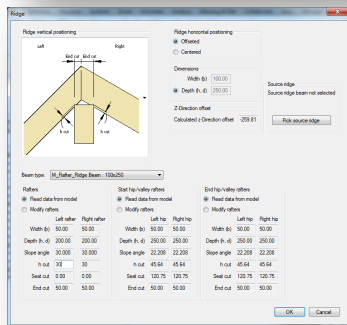 Ridge
Ridge vertical positioning
Left
Right
End cut
End cut
h cut
h cut
Ridge horizontal positioning
Offseted
Centered
Dimensions
Width (b) 100.00
Depth (h, d) 250.00
Z-Direction offset
Calculated z-Direction offset -259.81
Source ridge
Source ridge beam not selected
Pick source ridge
Beam type: M_Rafter_Ridge Beam : 100x250
Rafters
Read data from model
Modify rafters
Left rafter Right rafter
Width (b) 50.00 50.00
Depth (h, d) 200.00 200.00
Slope angle 30.000 30.000
h cut 30 30
Seat cut 0.00 0.00
End cut 50.00 50.00
Start hip/valley rafters
Read data from model
Modify rafters
Left hip Right hip
Width (b) 50.00 50.00
Depth (h, d) 250.00 250.00
Slope angle 22.208 22.208
h cut 45.64 45.64
Seat cut 120.75 120.75
End cut 50.00 50.00
End hip/valley rafters
Read data from model
Modify rafters
Left hip Right hip
Width (b) 50.00 50.00
Depth (h, d) 250.00 250.00
Slope angle 22.208 22.208
h cut 45.64 45.64
Seat cut 120.75 120.75
End cut 50.00 50.00
OK
Cancel